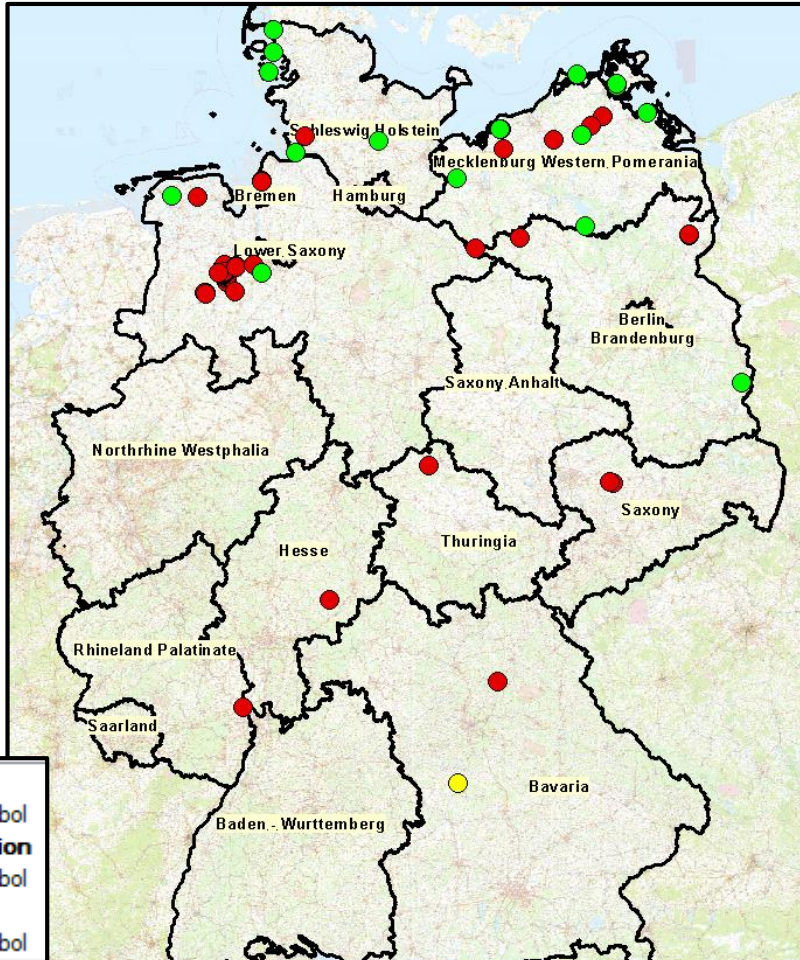 Schleswig Holstein
Mecklenburg Western Pomerania
Bremen
Hamburg
Lower Saxony
Berlin
Brandenburg
Saxony Anhalt
Northrhine Westphalia
Saxony
Thuringia
Hesse
Rhineland Palatinate
Saarland
Bavaria
Baden - Wurttemberg
bol
ion
bol
bol